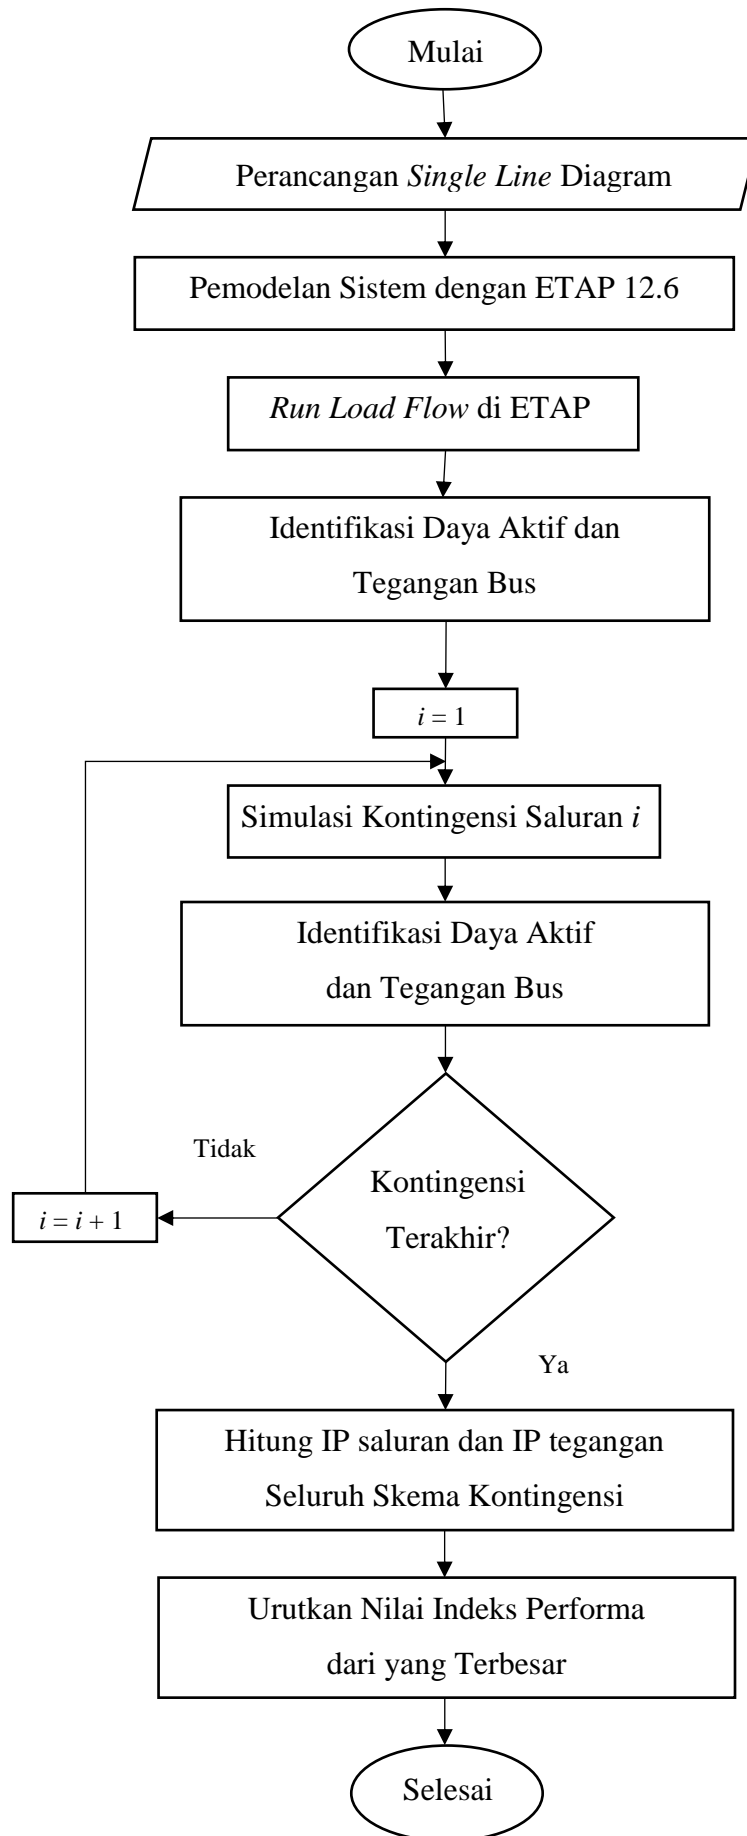 Mulai
Perancangan Single Line Diagram
Pemodelan Sistem dengan ETAP 12.6
Run Load Flow di ETAP
Identifikasi Daya Aktif dan
Tegangan Bus
i = 1
Simulasi Kontingensi Saluran i
Identifikasi Daya Aktif
dan Tegangan Bus
Tidak
Kontingensi
Terakhir?
i = i + 1
Ya
Hitung IP saluran dan IP tegangan
Seluruh Skema Kontingensi
Urutkan Nilai Indeks Performa
dari yang Terbesar
Selesai